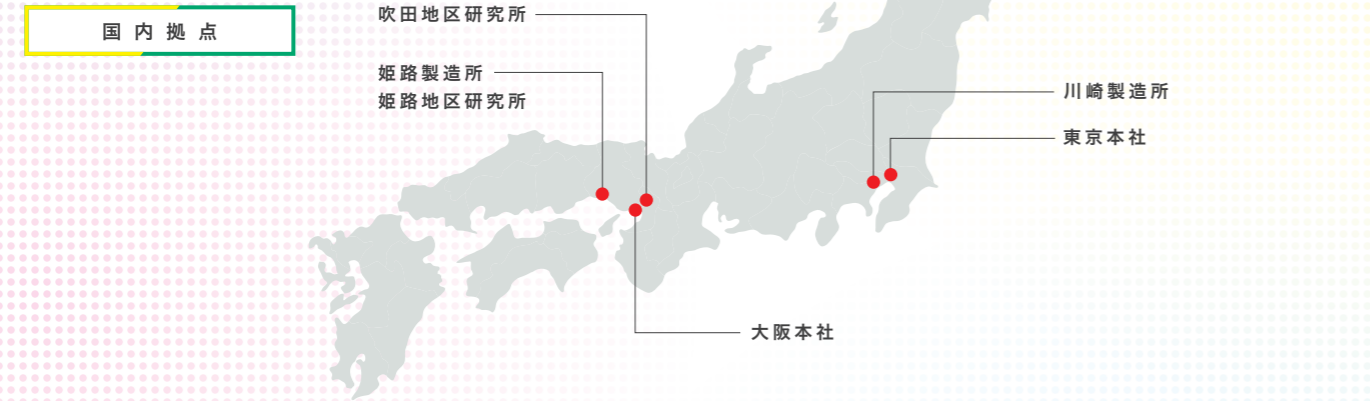 国内拠点
吹田地区研究所
姫路製造所
姫路地区研究所
川崎製造所
東京本社
大阪本社